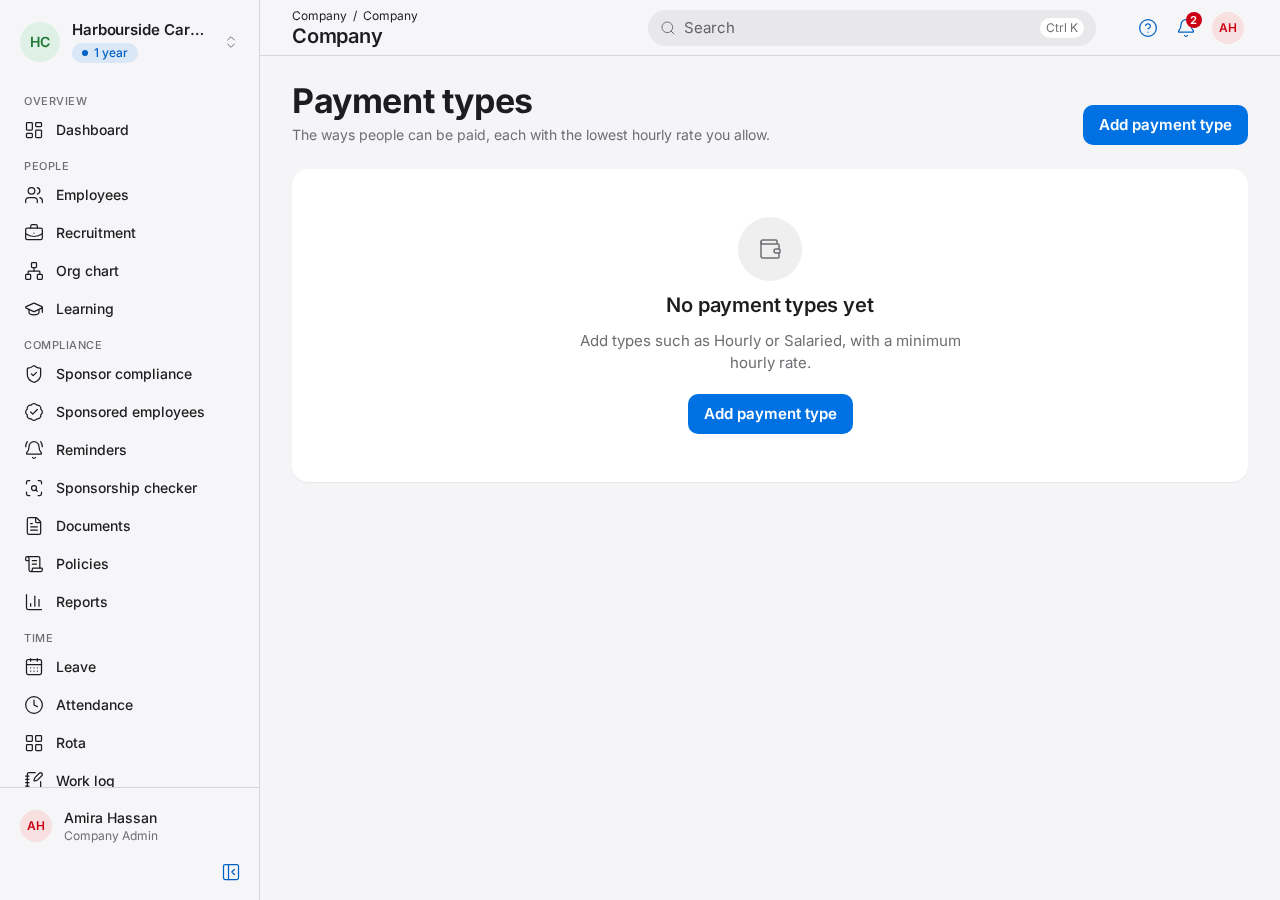 HC
Harbourside Car...
1 year
OVERVIEW
Dashboard
PEOPLE
Employees
Recruitment
Org chart
Learning
COMPLIANCE
Sponsor compliance
Sponsored employees
Reminders
Sponsorship checker
Documents
Policies
Reports
TIME
Leave
Attendance
Rota
Work log
AH
Amira Hassan
Company Admin
Company / Company
Company
Search
Ctrl K
2
AH
Payment types
The ways people can be paid, each with the lowest hourly rate you allow.
Add payment type
No payment types yet
Add types such as Hourly or Salaried, with a minimum
hourly rate.
Add payment type